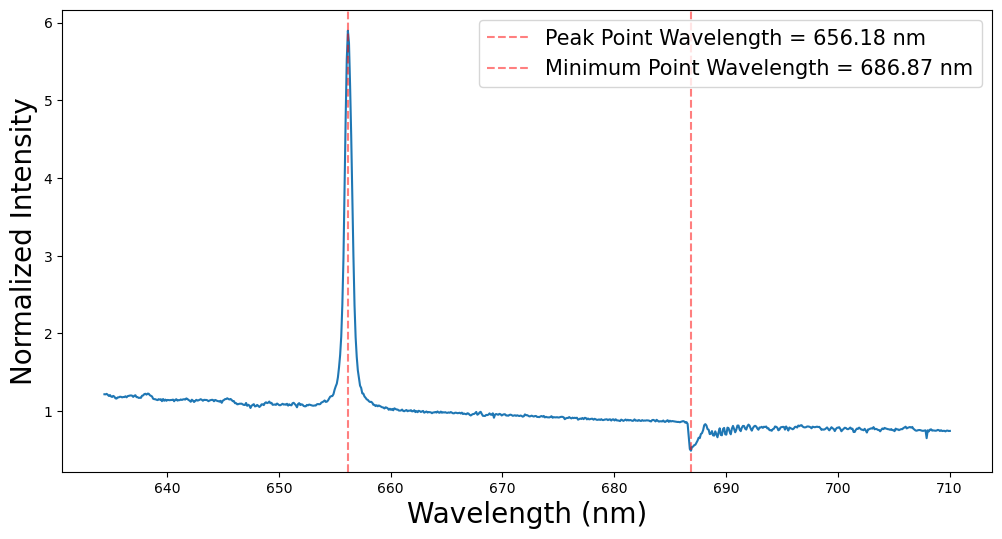 Peak Point Wavelength = 656.18 nm
Minimum Point Wavelength = 686.87 nm
Normalized Intensity
6
5
4
3
2
1
640 650 660 670 680 690 700 710
Wavelength (nm)